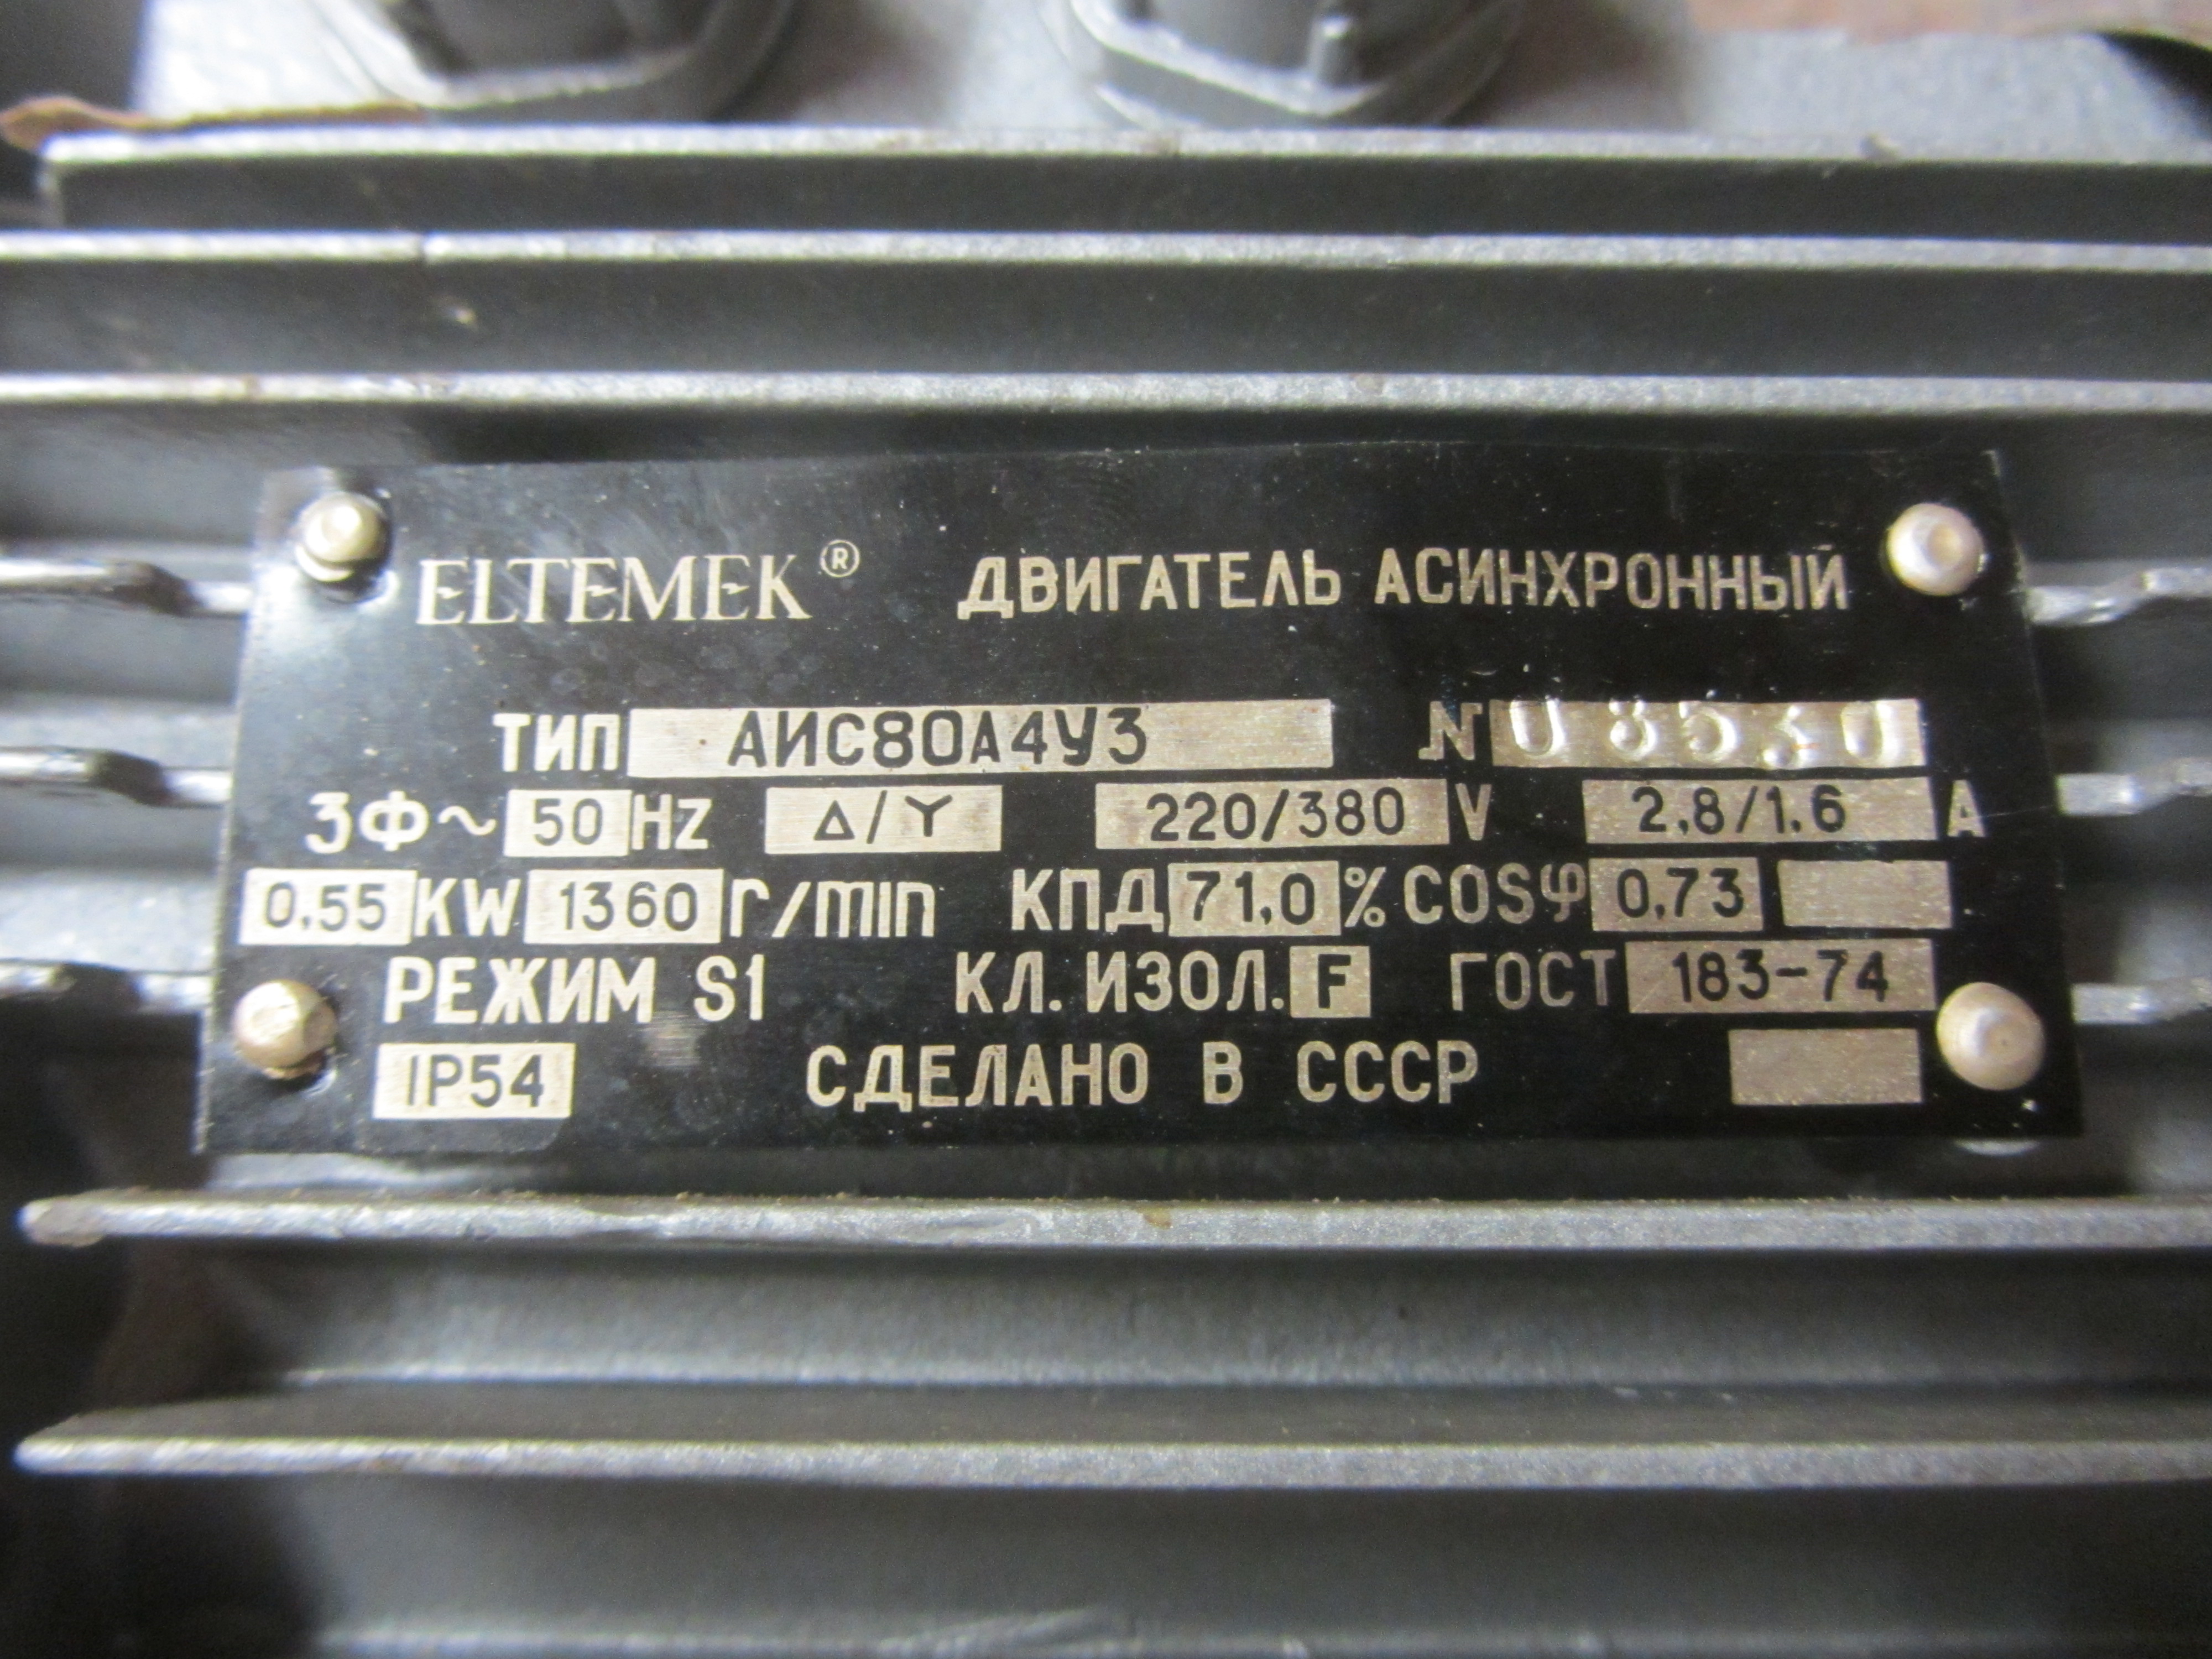 ELTEMEK® ДВИГАТЕЛЬ АСИНХРОННЫЙ
ТИП АИС80А4У3 N 08530
3Ф~ 50 Hz Δ/Y 220/380 V 2,8/1,6 A
0,55 KW 1360 r/min КПД 71,0 % COSφ 0,73
РЕЖИМ S1 КЛ. ИЗОЛ. F ГОСТ 183-74
IP54 СДЕЛАНО В СССР